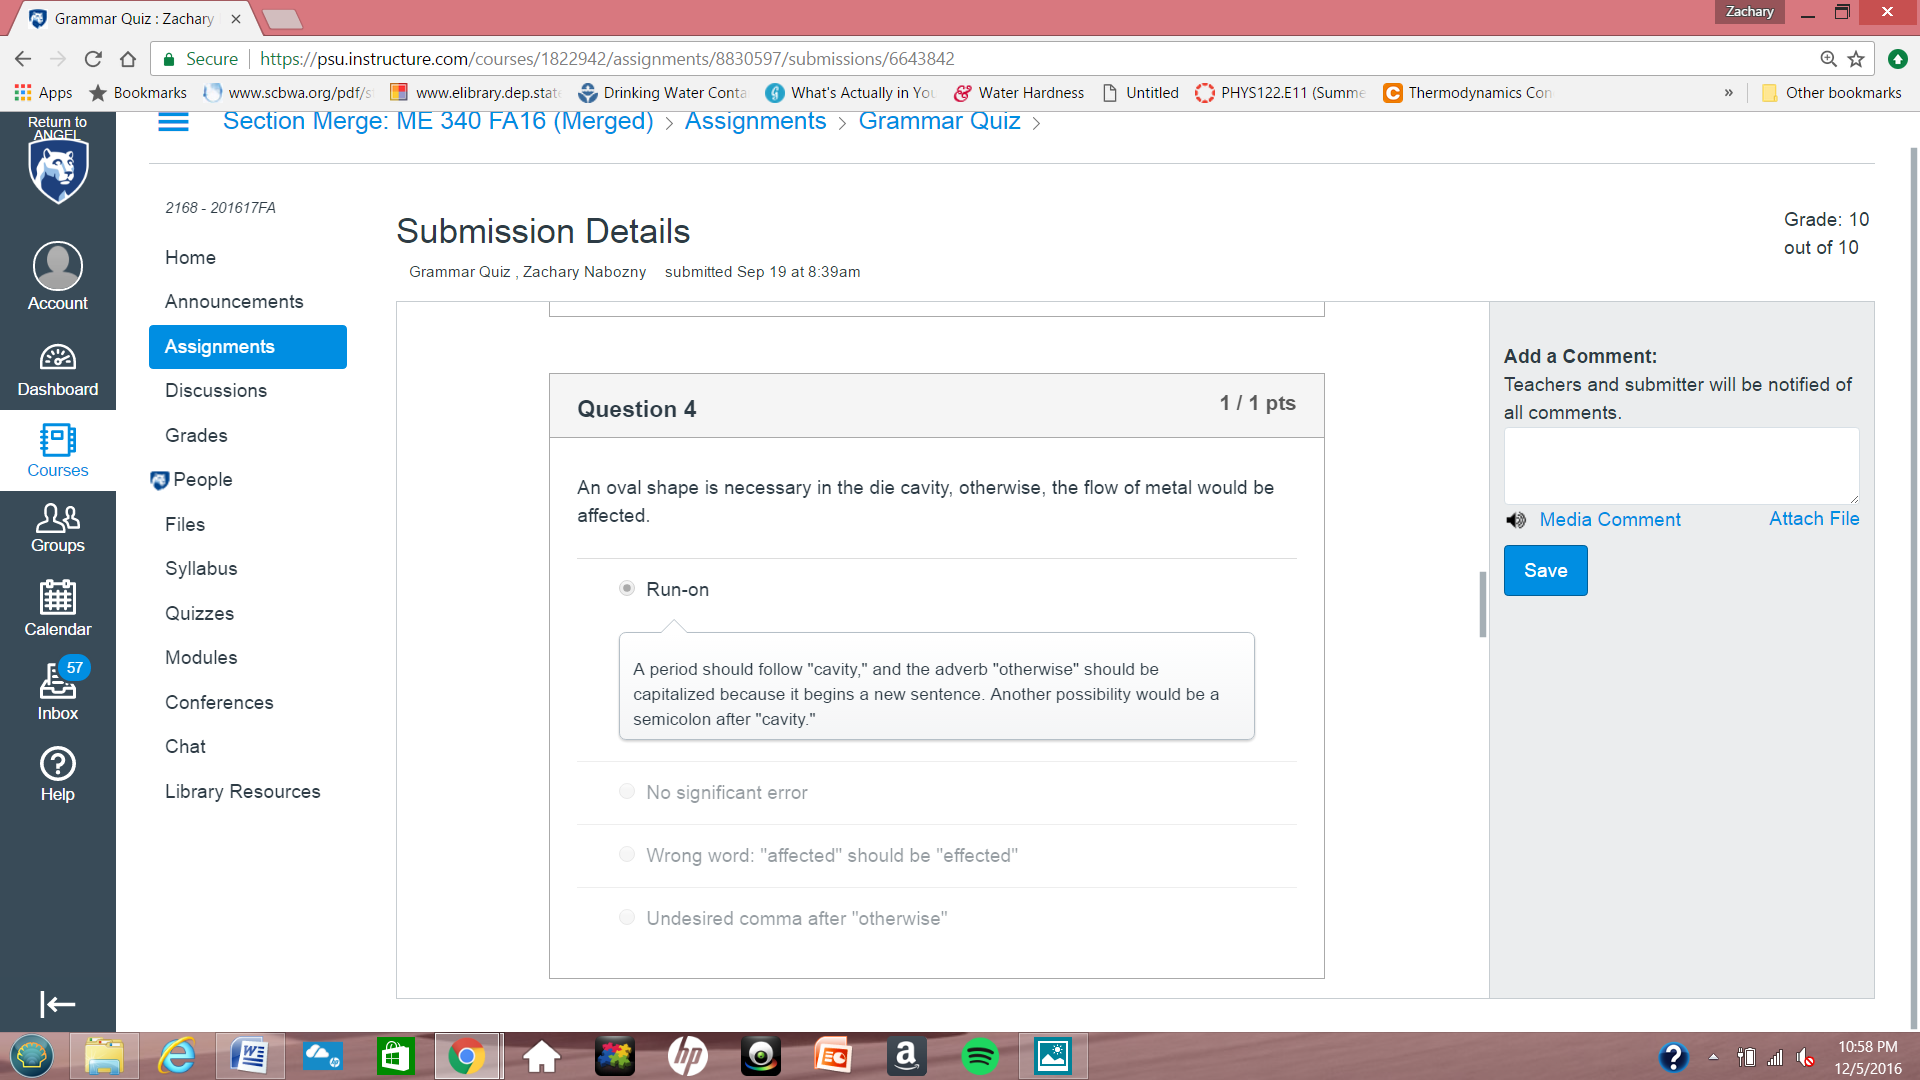 Grammar Quiz : Zachary
Zachary
Secure https://psu.instructure.com/courses/1822942/assignments/8830597/submissions/6643842
Apps Bookmarks www.scbwa.org/pdf/s www.elibrary.dep.state Drinking Water Conta What's Actually in You Water Hardness Untitled PHYS122.E11 (Summe Thermodynamics Con » Other bookmarks
Return to
ANGEL
Section Merge: ME 340 FA16 (Merged) > Assignments > Grammar Quiz >
Account
Dashboard
Courses
Groups
Calendar
57
Inbox
Help
2168 - 201617FA
Home
Announcements
Assignments
Discussions
Grades
People
Files
Syllabus
Quizzes
Modules
Conferences
Chat
Library Resources
Submission Details
Grammar Quiz , Zachary Nabozny submitted Sep 19 at 8:39am
Grade: 10
out of 10
Question 4
1 / 1 pts
An oval shape is necessary in the die cavity, otherwise, the flow of metal would be
affected.
Run-on
A period should follow "cavity," and the adverb "otherwise" should be
capitalized because it begins a new sentence. Another possibility would be a
semicolon after "cavity."
No significant error
Wrong word: "affected" should be "effected"
Undesired comma after "otherwise"
Add a Comment:
Teachers and submitter will be notified of
all comments.
Media Comment Attach File
Save
10:58 PM
12/5/2016